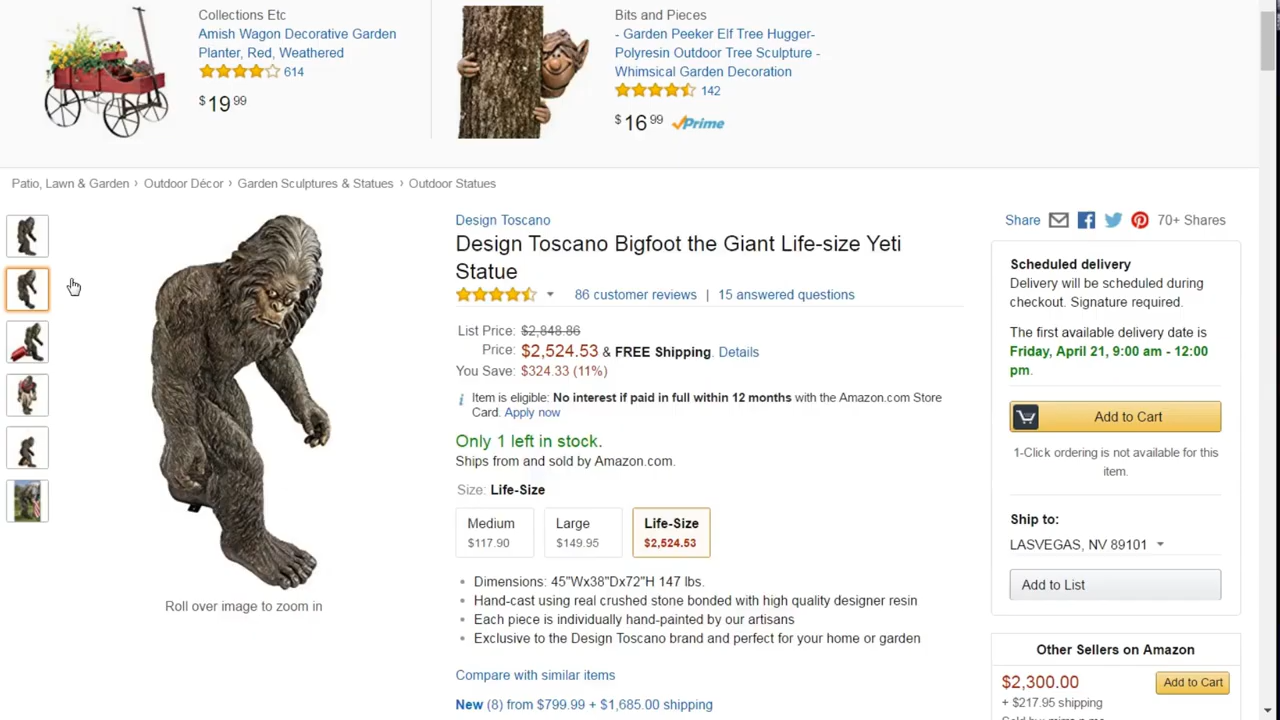 Collections Etc
Amish Wagon Decorative Garden
Planter, Red, Weathered
614
$19 99
Bits and Pieces
- Garden Peeker Elf Tree Hugger-
Polyresin Outdoor Tree Sculpture -
Whimsical Garden Decoration
142
$16 99 Prime
Patio, Lawn & Garden › Outdoor Décor › Garden Sculptures & Statues › Outdoor Statues
Design Toscano
Design Toscano Bigfoot the Giant Life-size Yeti
Statue
86 customer reviews | 15 answered questions
List Price: $2,848.86
Price: $2,524.53 & FREE Shipping. Details
You Save: $324.33 (11%)
i Item is eligible: No interest if paid in full within 12 months with the Amazon.com Store
Card. Apply now
Only 1 left in stock.
Ships from and sold by Amazon.com.
Size: Life-Size
Medium
$117.90
Large
$149.95
Life-Size
$2,524.53
• Dimensions: 45"Wx38"Dx72"H 147 lbs.
• Hand-cast using real crushed stone bonded with high quality designer resin
• Each piece is individually hand-painted by our artisans
• Exclusive to the Design Toscano brand and perfect for your home or garden
Compare with similar items
New (8) from $799.99 + $1,685.00 shipping
Roll over image to zoom in
Share 70+ Shares
Scheduled delivery
Delivery will be scheduled during
checkout. Signature required.
The first available delivery date is
Friday, April 21, 9:00 am - 12:00
pm.
Add to Cart
1-Click ordering is not available for this
item.
Ship to:
LASVEGAS, NV 89101
Add to List
Other Sellers on Amazon
$2,300.00 Add to Cart
+ $217.95 shipping